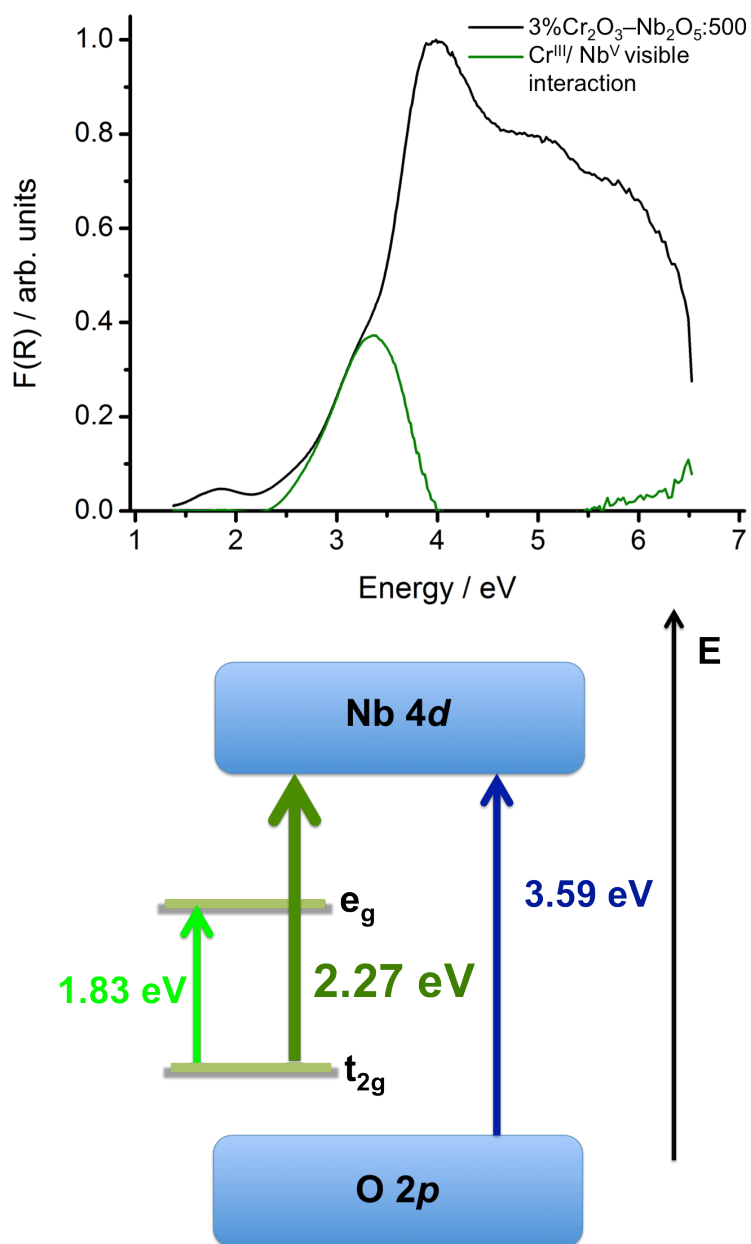 3%Cr₂O₃–Nb₂O₅:500
Crᴵᴵᴵ/ Nbⱽ visible
interaction
F(R) / arb. units
1.0
0.8
0.6
0.4
0.2
0.0
1 2 3 4 5 6 7
Energy / eV
E
Nb 4d
e_g
3.59 eV
1.83 eV
2.27 eV
t₂g
O 2p